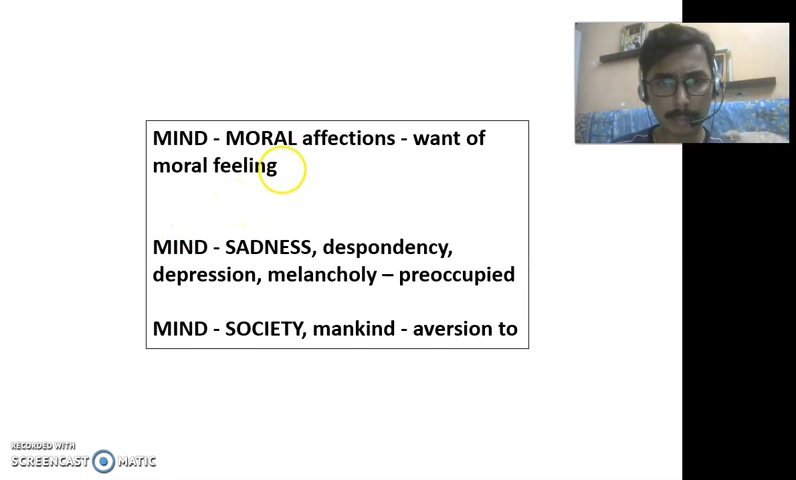 MIND - MORAL affections - want of
moral feeling
MIND - SADNESS, despondency,
depression, melancholy – preoccupied
MIND - SOCIETY, mankind - aversion to
RECORDED WITH
SCREENCAST MATIC